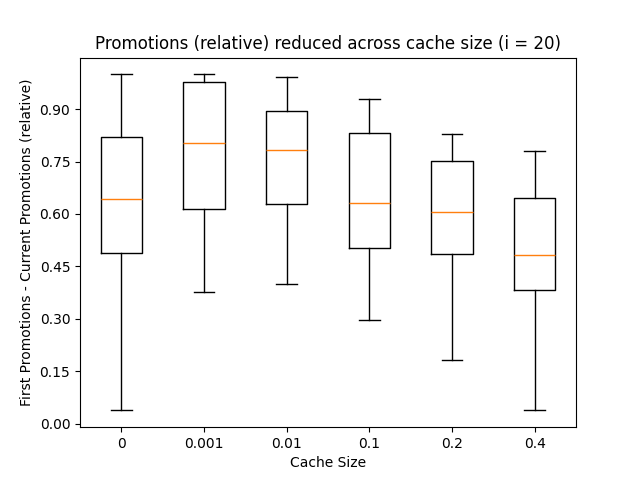 Promotions (relative) reduced across cache size (i = 20)
First Promotions - Current Promotions (relative)
0.90
0.75
0.60
0.45
0.30
0.15
0.00
0 0.001 0.01 0.1 0.2 0.4
Cache Size